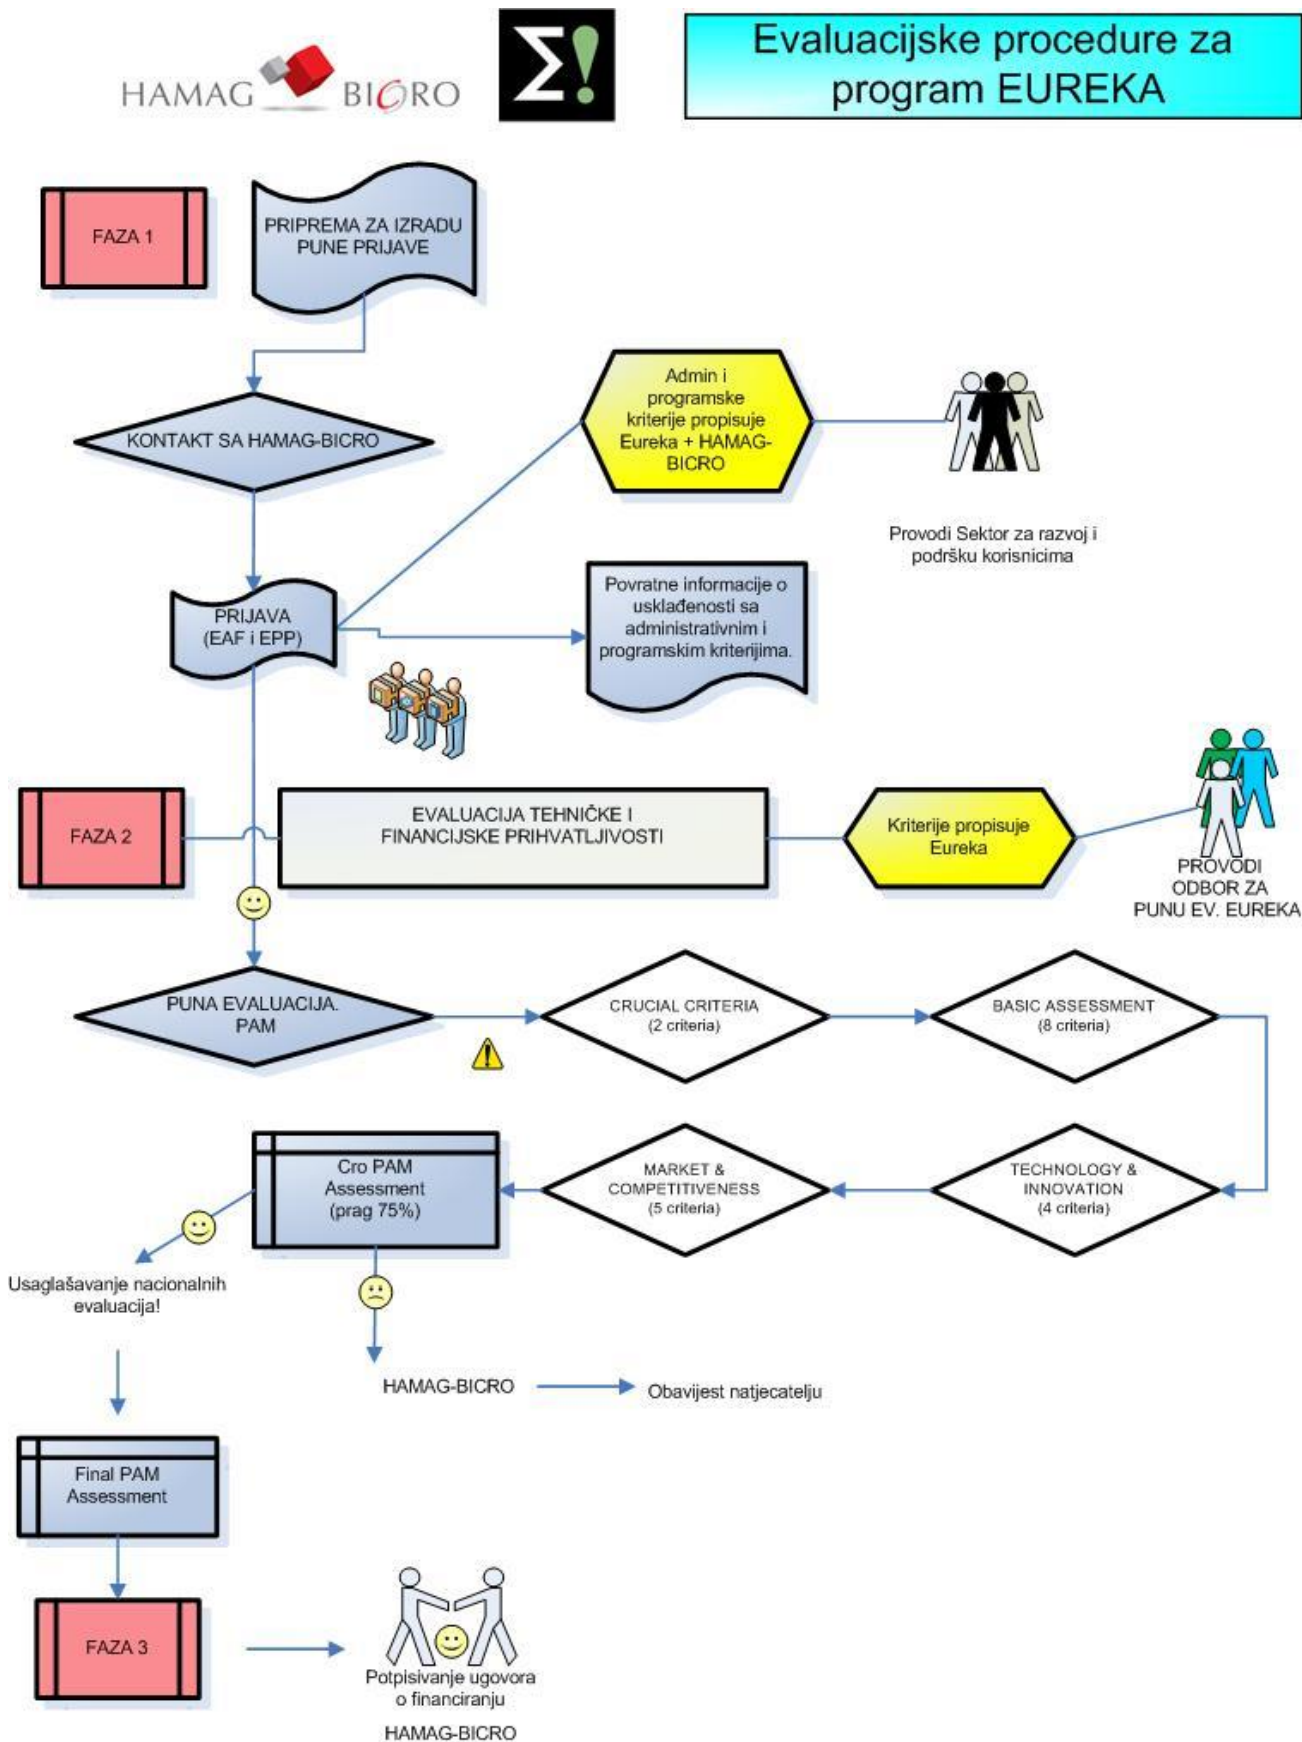 HAMAG BICRO
Σ!
Evaluacijske procedure za
program EUREKA
FAZA 1
PRIPREMA ZA IZRADU
PUNE PRIJAVE
KONTAKT SA HAMAG-BICRO
Admin i
programske
kriterije propisuje
Eureka + HAMAG-
BICRO
Provodi Sektor za razvoj i
podršku korisnicima
PRIJAVA
(EAF i EPP)
Povratne informacije o
usklađenosti sa
administrativnim i
programskim kriterijima.
FAZA 2
EVALUACIJA TEHNIČKE I
FINANCIJSKE PRIHVATLJIVOSTI
Kriterije propisuje
Eureka
PROVODI
ODBOR ZA
PUNU EV. EUREKA
PUNA EVALUACIJA.
PAM
CRUCIAL CRITERIA
(2 criteria)
BASIC ASSESSMENT
(8 criteria)
Cro PAM
Assessment
(prag 75%)
MARKET &
COMPETITIVENESS
(5 criteria)
TECHNOLOGY &
INNOVATION
(4 criteria)
Usaglašavanje nacionalnih
evaluacija!
HAMAG-BICRO
Obavijest natjecatelju
Final PAM
Assessment
FAZA 3
Potpisivanje ugovora
o financiranju
HAMAG-BICRO